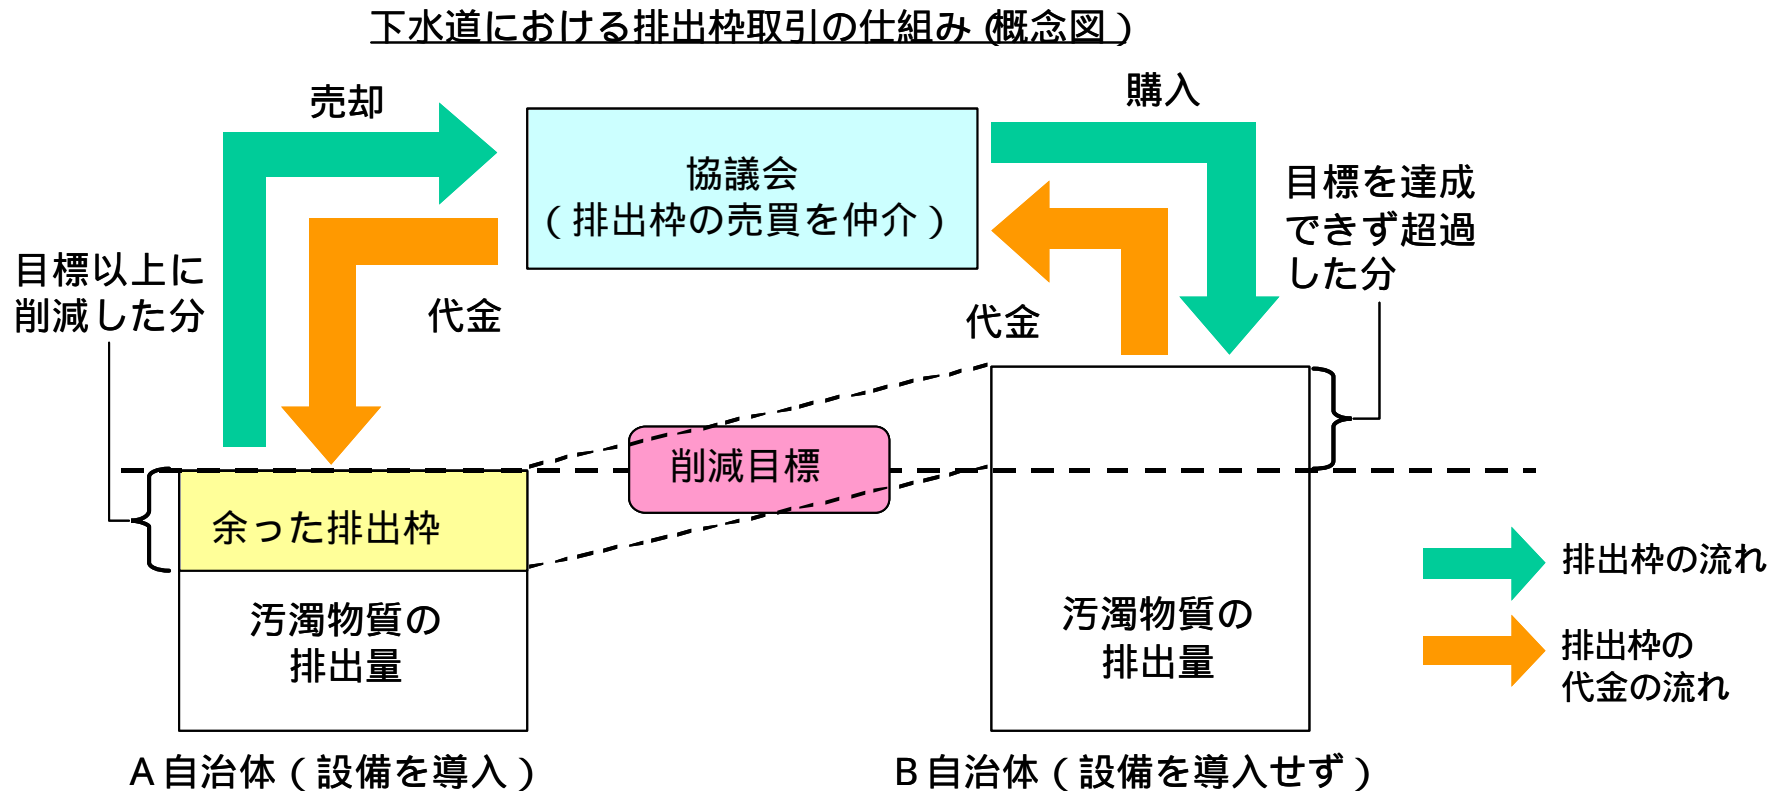 下水道における排出枠取引の仕組み(概念図)
売却
購入
協議会
(排出枠の売買を仲介)
目標を達成
できず超過
した分
目標以上に
削減した分
代金
代金
削減目標
余った排出枠
汚濁物質の
排出量
汚濁物質の
排出量
排出枠の流れ
排出枠の
代金の流れ
A自治体(設備を導入)
B自治体(設備を導入せず)